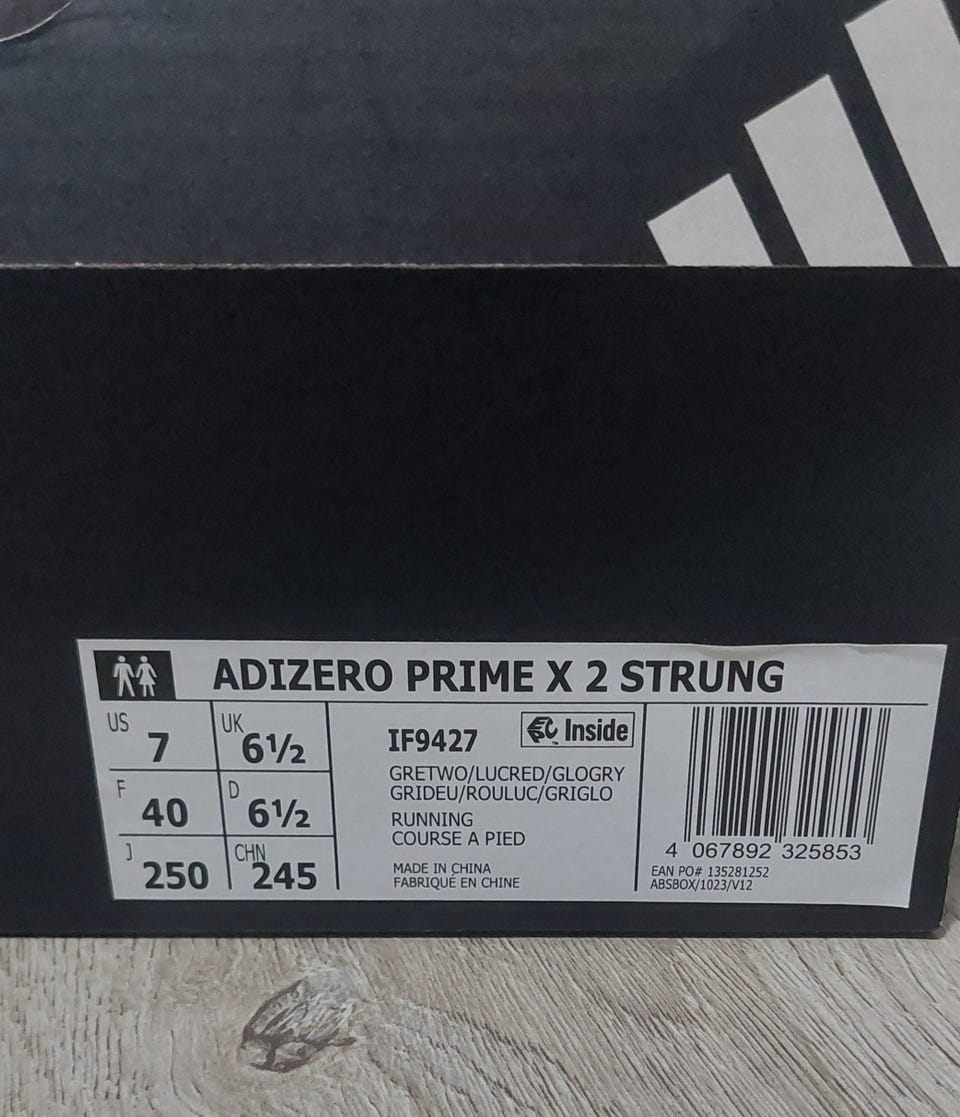 ADIZERO PRIME X 2 STRUNG
US 7
UK 6½
F 40
D 6½
J 250
CHN 245
IF9427
Inside
GRETWO/LUCRED/GLOGRY
GRIDEU/ROULUC/GRIGLO
RUNNING
COURSE A PIED
MADE IN CHINA
FABRIQUÉ EN CHINE
4 067892 325853
EAN PO# 135281252
ABSBOX/1023/V12